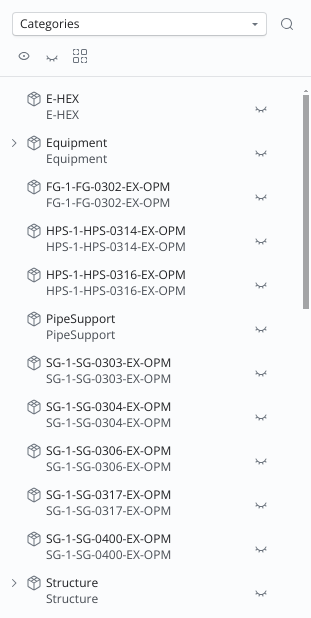 Categories
E-HEX
E-HEX
Equipment
Equipment
FG-1-FG-0302-EX-OPM
FG-1-FG-0302-EX-OPM
HPS-1-HPS-0314-EX-OPM
HPS-1-HPS-0314-EX-OPM
HPS-1-HPS-0316-EX-OPM
HPS-1-HPS-0316-EX-OPM
PipeSupport
PipeSupport
SG-1-SG-0303-EX-OPM
SG-1-SG-0303-EX-OPM
SG-1-SG-0304-EX-OPM
SG-1-SG-0304-EX-OPM
SG-1-SG-0306-EX-OPM
SG-1-SG-0306-EX-OPM
SG-1-SG-0317-EX-OPM
SG-1-SG-0317-EX-OPM
SG-1-SG-0400-EX-OPM
SG-1-SG-0400-EX-OPM
Structure
Structure